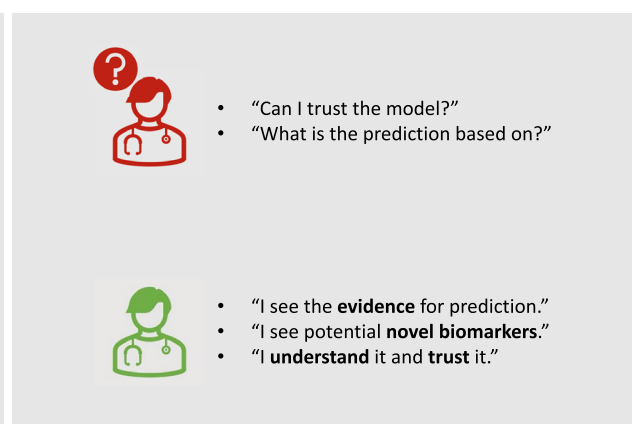 ?
• “Can I trust the model?”
• “What is the prediction based on?”
• “I see the evidence for prediction.”
• “I see potential novel biomarkers.”
• “I understand it and trust it.”